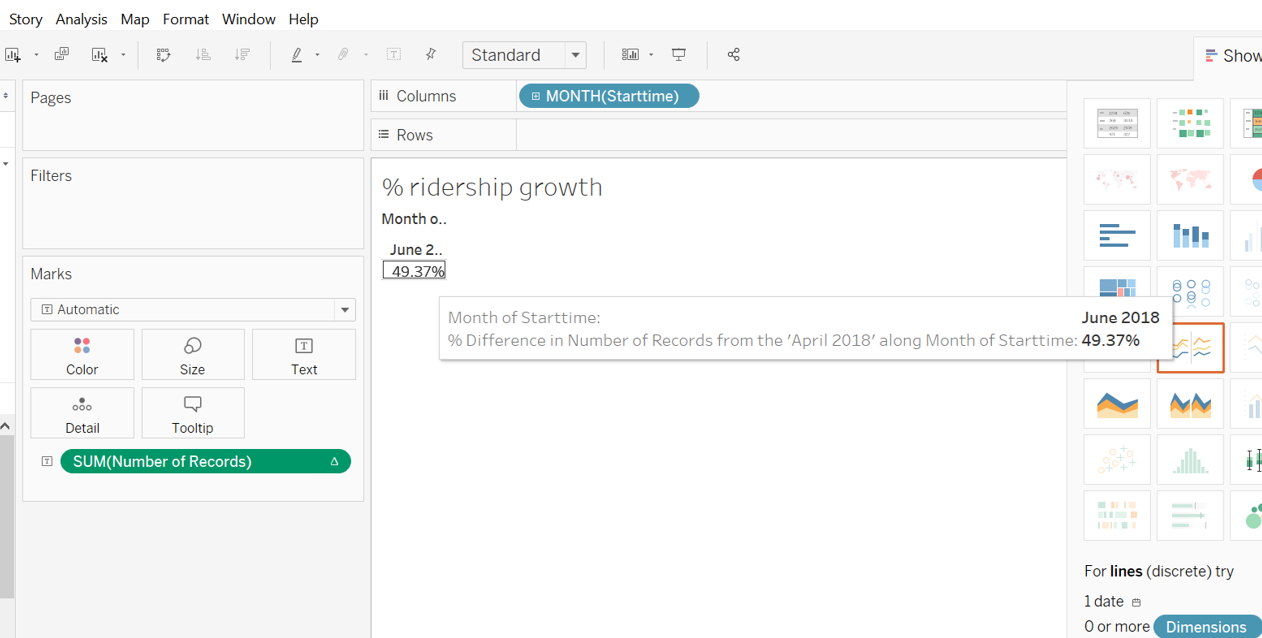 Story Analysis Map Format Window Help
Standard
Show
Pages
Columns
MONTH(Starttime)
Rows
Filters
% ridership growth
Month o..
June 2..
49.37%
Marks
Automatic
Color
Size
Text
Detail
Tooltip
SUM(Number of Records)
Month of Starttime: June 2018
% Difference in Number of Records from the 'April 2018' along Month of Starttime: 49.37%
For lines (discrete) try
1 date
0 or more Dimensions